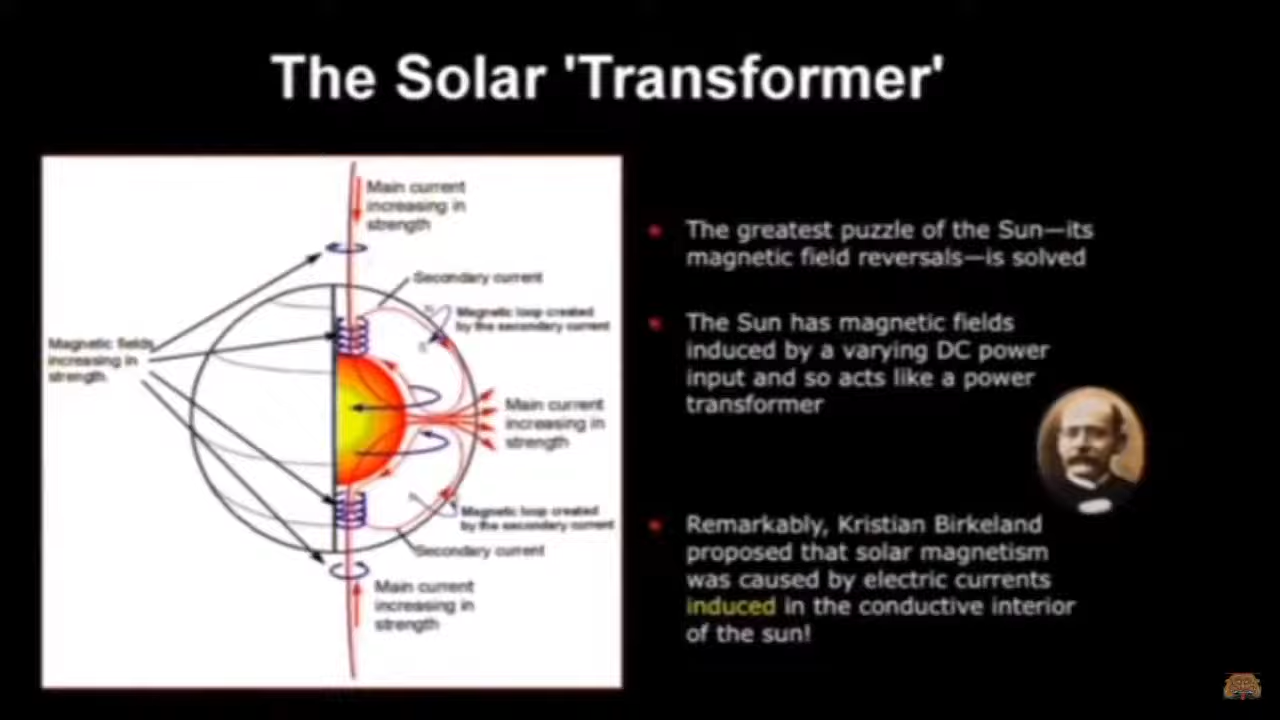 The Solar 'Transformer'
Main current
increasing in
strength
Secondary current
Magnetic loop created
by the secondary current
Magnetic fields
increasing in
strength.
Main current
increasing in
strength
Magnetic loop created
by the secondary current
Secondary current
Main current
increasing in
strength
The greatest puzzle of the Sun—its
magnetic field reversals—is solved
The Sun has magnetic fields
induced by a varying DC power
input and so acts like a power
transformer
Remarkably, Kristian Birkeland
proposed that solar magnetism
was caused by electric currents
induced in the conductive interior
of the sun!